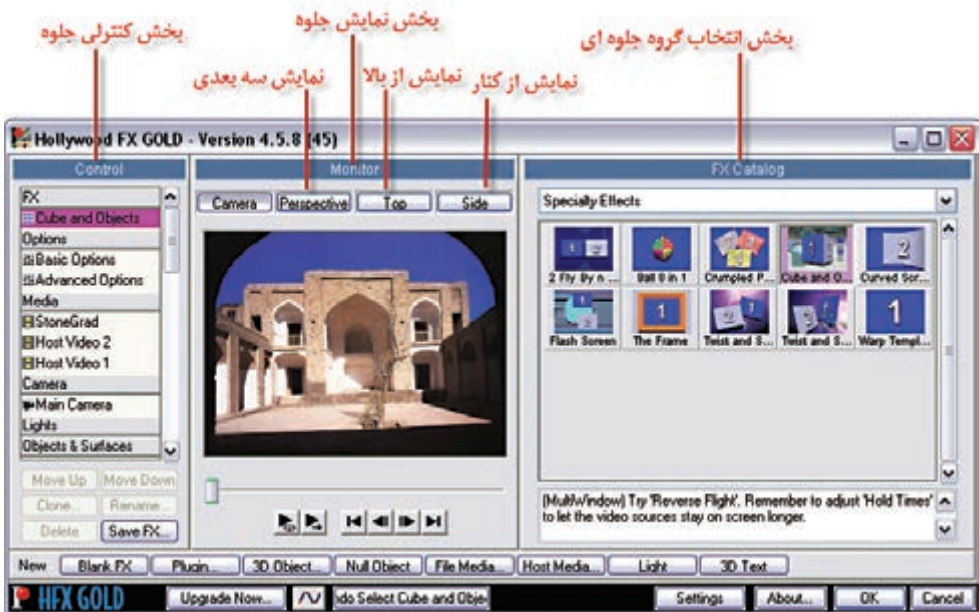 بخش کنترلی جلوه
بخش نمایش جلوه
بخش انتخاب گروه جلوه ای
نمایش سه بعدی
نمایش از بالا
نمایش از کنار
Hollywood FX GOLD - Version 4.5.8 (45)
Control
Monitor
FX Catalog
FX
Cube and Objects
Options
Basic Options
Advanced Options
Media
StoneGrad
Host Video 2
Host Video 1
Camera
Main Camera
Lights
Objects & Surfaces
Move Up Move Down
Clone... Rename...
Delete Save FX...
Camera Perspective Top Side
Specialty Effects
2 Fly By n ... Ball 8 in 1 Crumpled P... Cube and O... Curved Scr...
Flash Screen The Frame Twist and S... Twist and S... Warp Templ...
(MultiWindow) Try 'Reverse Flight'. Remember to adjust 'Hold Times'
to let the video sources stay on screen longer.
New Blank FX Plugin... 3D Object... Null Object File Media... Host Media... Light 3D Text
HFX GOLD Upgrade Now... do Select Cube and Obje Settings About... OK Cancel